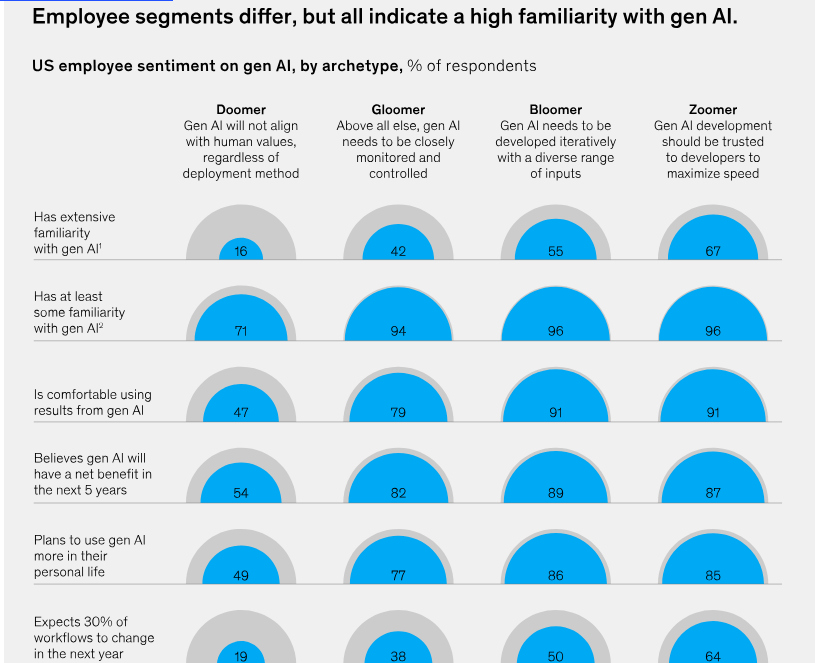 Employee segments differ, but all indicate a high familiarity with gen AI.
US employee sentiment on gen AI, by archetype, % of respondents
Doomer
Gen AI will not align
with human values,
regardless of
deployment method
Gloomer
Above all else, gen AI
needs to be closely
monitored and
controlled
Bloomer
Gen AI needs to be
developed iteratively
with a diverse range
of inputs
Zoomer
Gen AI development
should be trusted
to developers to
maximize speed
Has extensive
familiarity
with gen AI¹
16 42 55 67
Has at least
some familiarity
with gen AI²
71 94 96 96
Is comfortable using
results from gen AI
47 79 91 91
Believes gen AI will
have a net benefit in
the next 5 years
54 82 89 87
Plans to use gen AI
more in their
personal life
49 77 86 85
Expects 30% of
workflows to change
in the next year
19 38 50 64